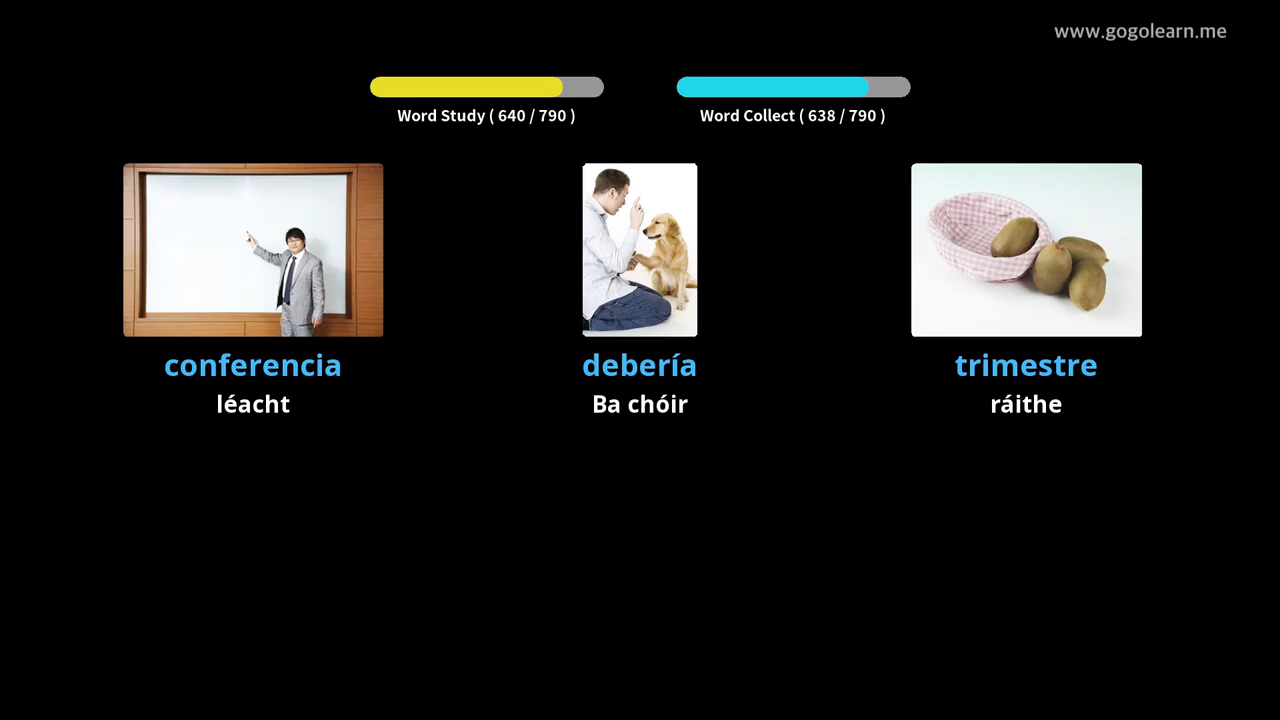 www.gogolearn.me
Word Study ( 640 / 790 )
Word Collect ( 638 / 790 )
conferencia
léacht
debería
Ba chóir
trimestre
ráithe